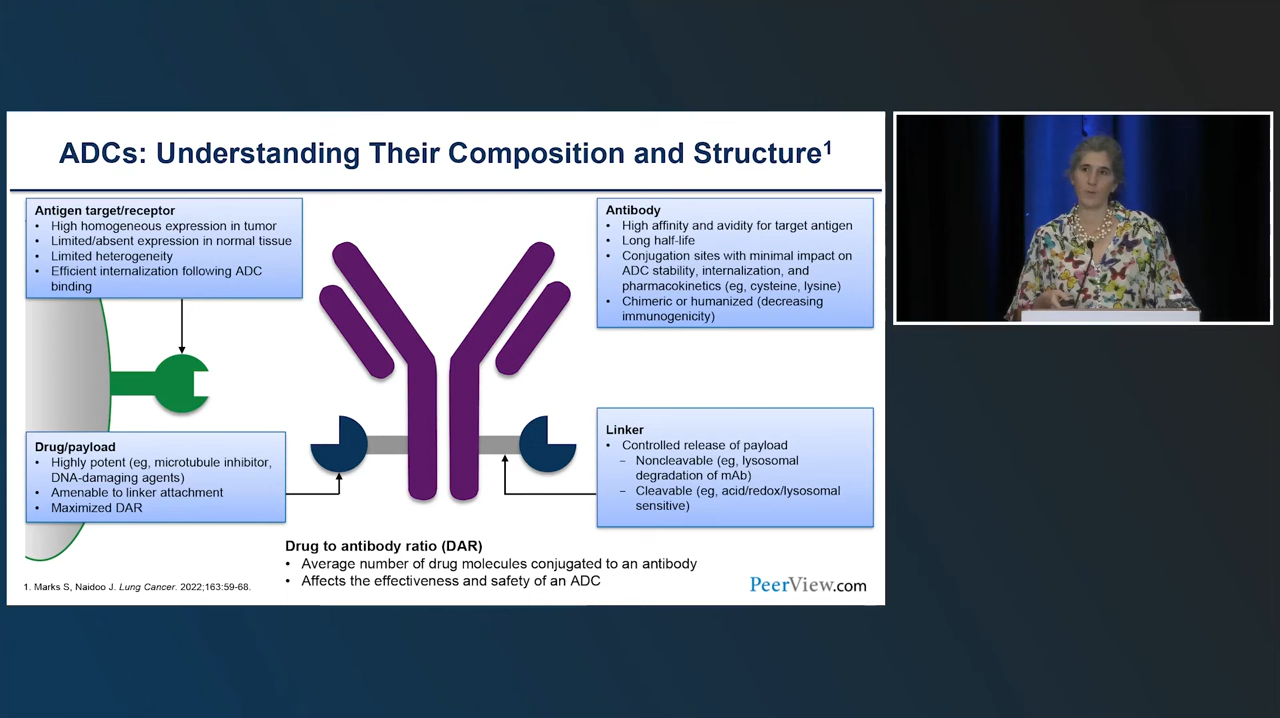 ADCs: Understanding Their Composition and Structure1
Antigen target/receptor
• High homogeneous expression in tumor
• Limited/absent expression in normal tissue
• Limited heterogeneity
• Efficient internalization following ADC
binding
Antibody
• High affinity and avidity for target antigen
• Long half-life
• Conjugation sites with minimal impact on
ADC stability, internalization, and
pharmacokinetics (eg, cysteine, lysine)
• Chimeric or humanized (decreasing
immunogenicity)
Drug/payload
• Highly potent (eg, microtubule inhibitor,
DNA-damaging agents)
• Amenable to linker attachment
• Maximized DAR
Linker
• Controlled release of payload
– Noncleavable (eg, lysosomal
degradation of mAb)
– Cleavable (eg, acid/redox/lysosomal
sensitive)
Drug to antibody ratio (DAR)
• Average number of drug molecules conjugated to an antibody
• Affects the effectiveness and safety of an ADC
1. Marks S, Naidoo J. Lung Cancer. 2022;163:59-68.
PeerView.com